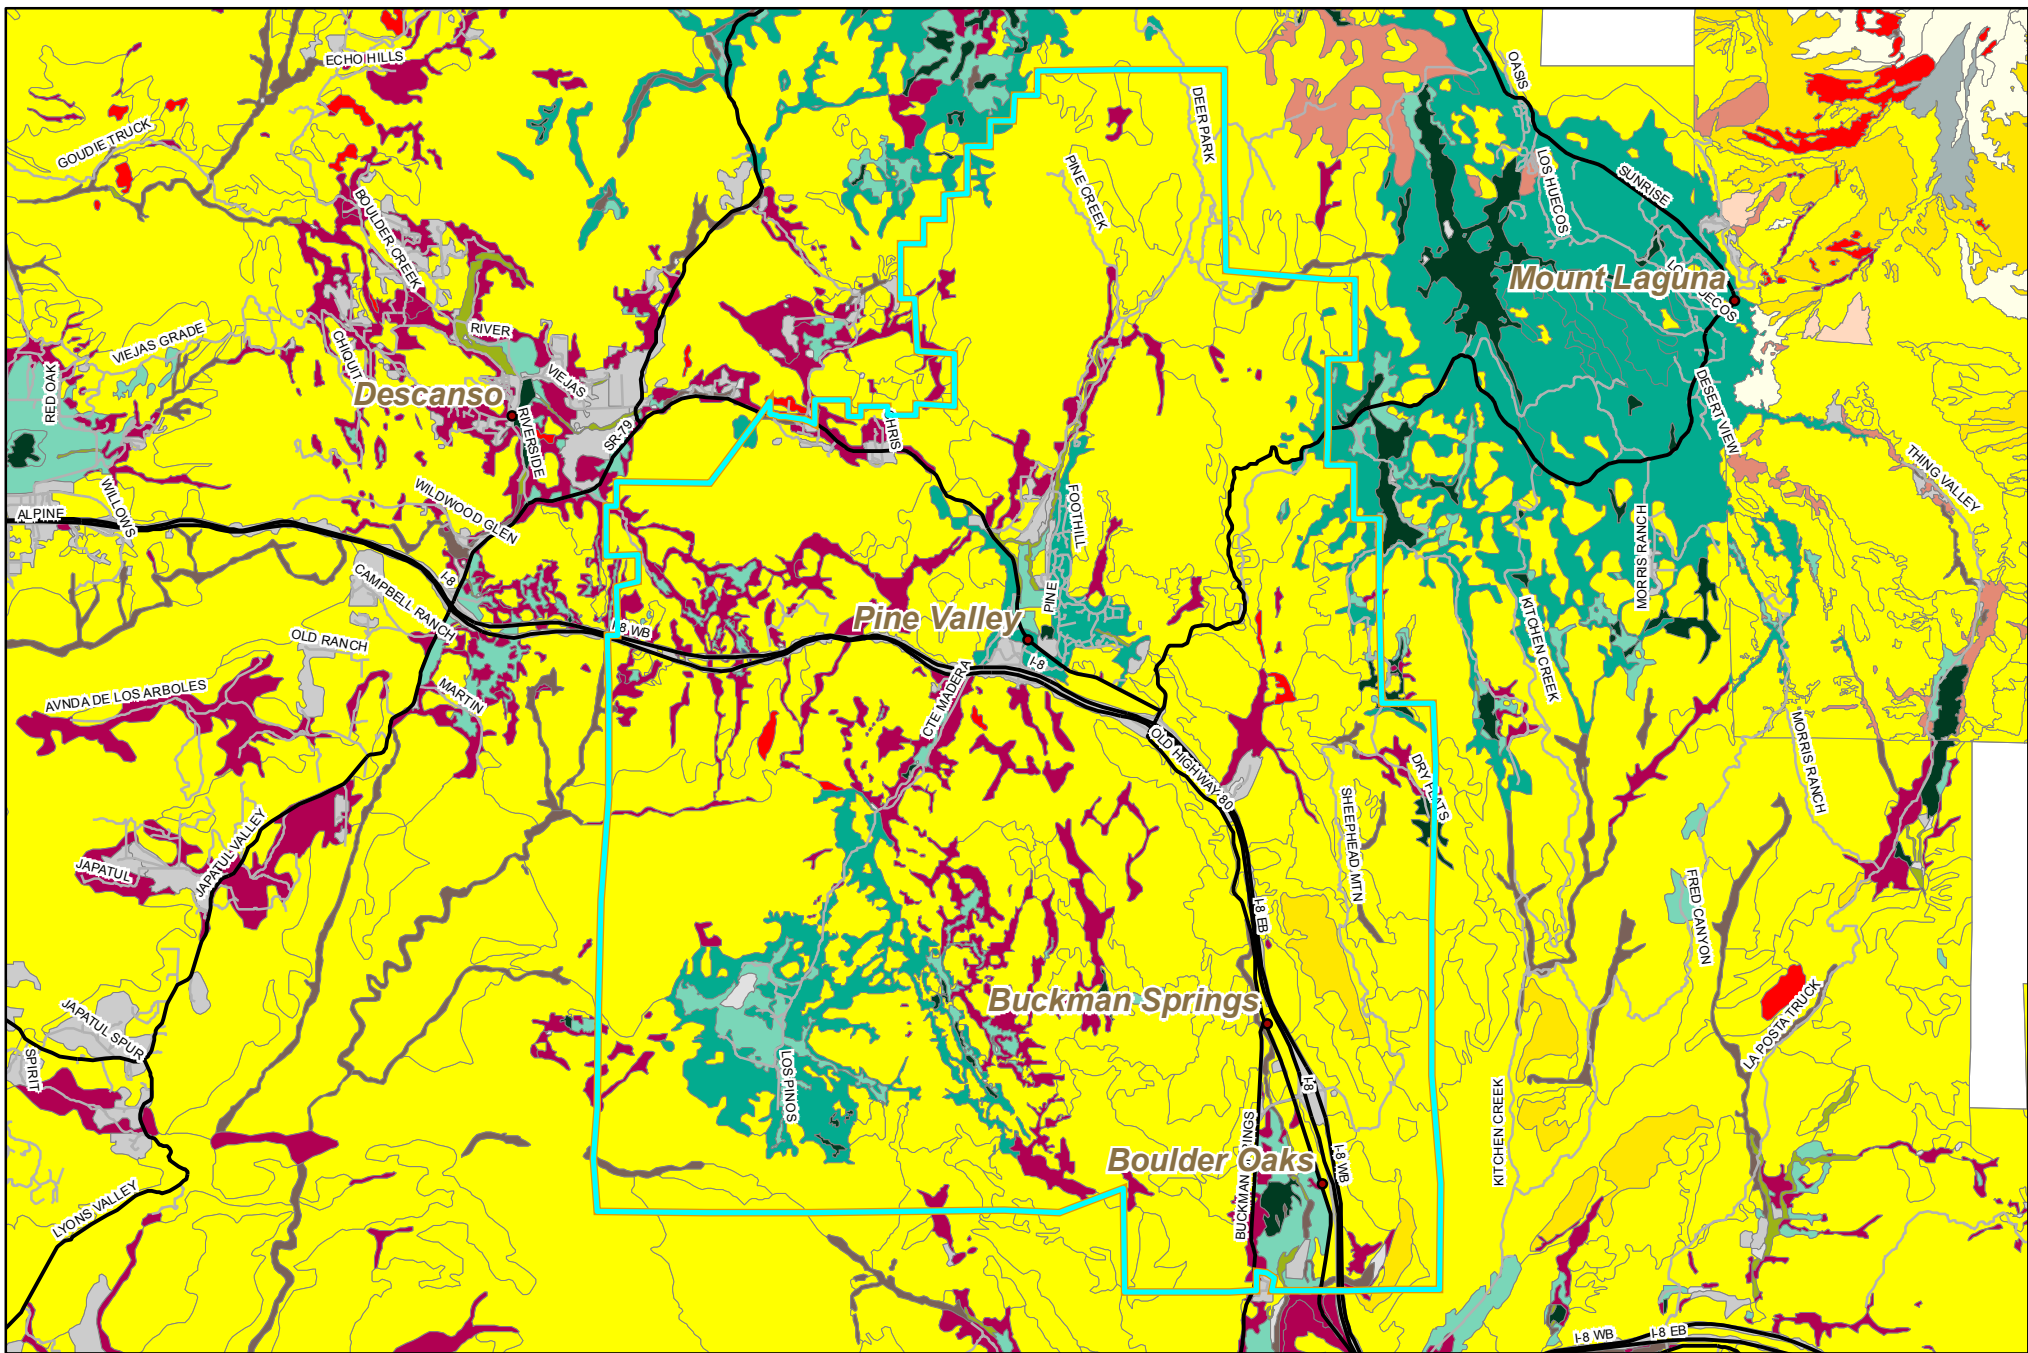 ECHO HILLS
OASIS
GOUDIE TRUCK
DEER PARK
PINE CREEK
LOS HUECOS
SUNRISE
BOULDER CREEK
Mount Laguna
RIVER
VIEJAS GRADE
CHIQUIT
RED OAK
VIEJAS
Descanso
DESERT VIEW
CHRIS
SR-79
RIVERSIDE
THING VALLEY
WILLOWS
WILDWOOD GLEN
FOOTHILL
ALPINE
MORRIS RANCH
I-8
CAMPBELL RANCH
PINE
KITCHEN CREEK
Pine Valley
I-8 WB
OLD RANCH
I-8
CTE MADERA
AVNDA DE LOS ARBOLES
MARTIN
OLD HIGHWAY 80
MORRIS RANCH
DRY FLATS
SHEEPHEAD MTN
JAPATUL VALLEY
JAPATUL
I-8 EB
FRED CANYON
Buckman Springs
LA POSTA TRUCK
JAPATUL SPUR
SPIRIT
LOS PINOS
I-8
KITCHEN CREEK
Boulder Oaks
I-8 WB
LYONS VALLEY
I-8 WB
I-8 EB